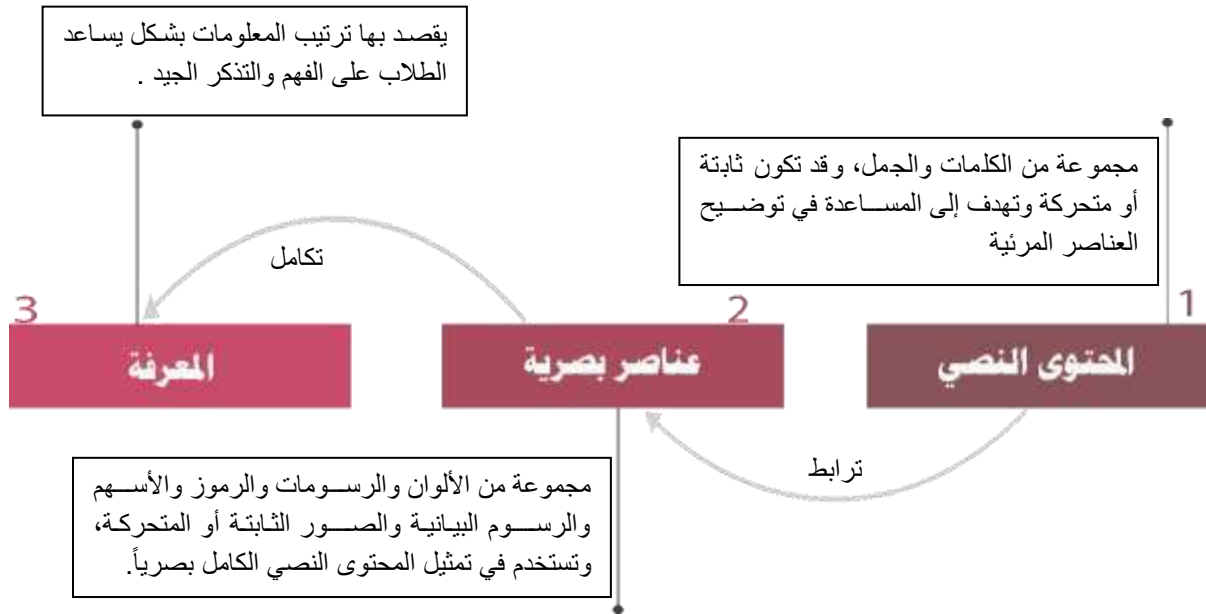 يقصد بها ترتيب المعلومات بشكل يساعد
الطلاب على الفهم والتذكر الجيد .
مجموعة من الكلمات والجمل، وقد تكون ثابتة
أو متحركة وتهدف إلى المساعدة في توضيح
العناصر المرئية
تكامل
1
المحتوى النصي
2
عناصر بصرية
3
المعرفة
ترابط
مجموعة من الألوان والرسومات والرموز والأسهم
والرسوم البيانية والصور الثابتة أو المتحركة،
وتستخدم في تمثيل المحتوى النصي الكامل بصرياً.